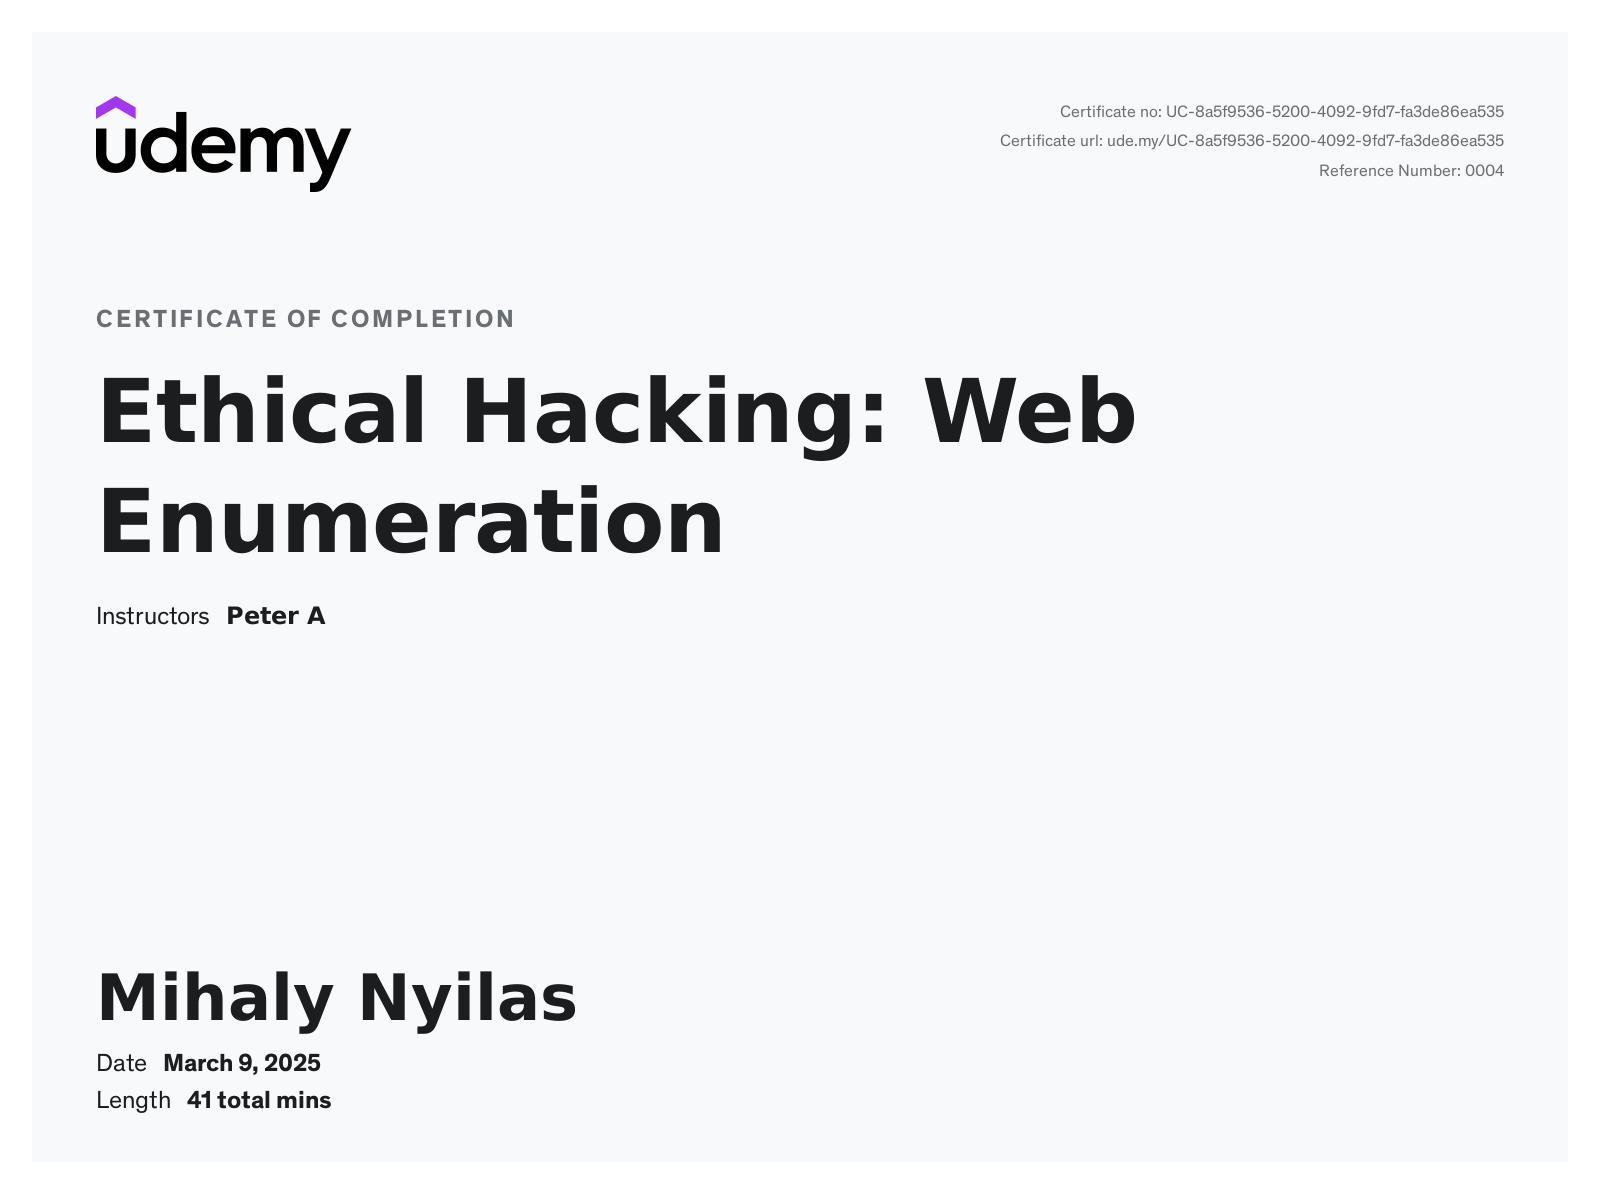 udemy
Certificate no: UC-8a5f9536-5200-4092-9fd7-fa3de86ea535
Certificate url: ude.my/UC-8a5f9536-5200-4092-9fd7-fa3de86ea535
Reference Number: 0004
CERTIFICATE OF COMPLETION
Ethical Hacking: Web
Enumeration
Instructors Peter A
Mihaly Nyilas
Date March 9, 2025
Length 41 total mins